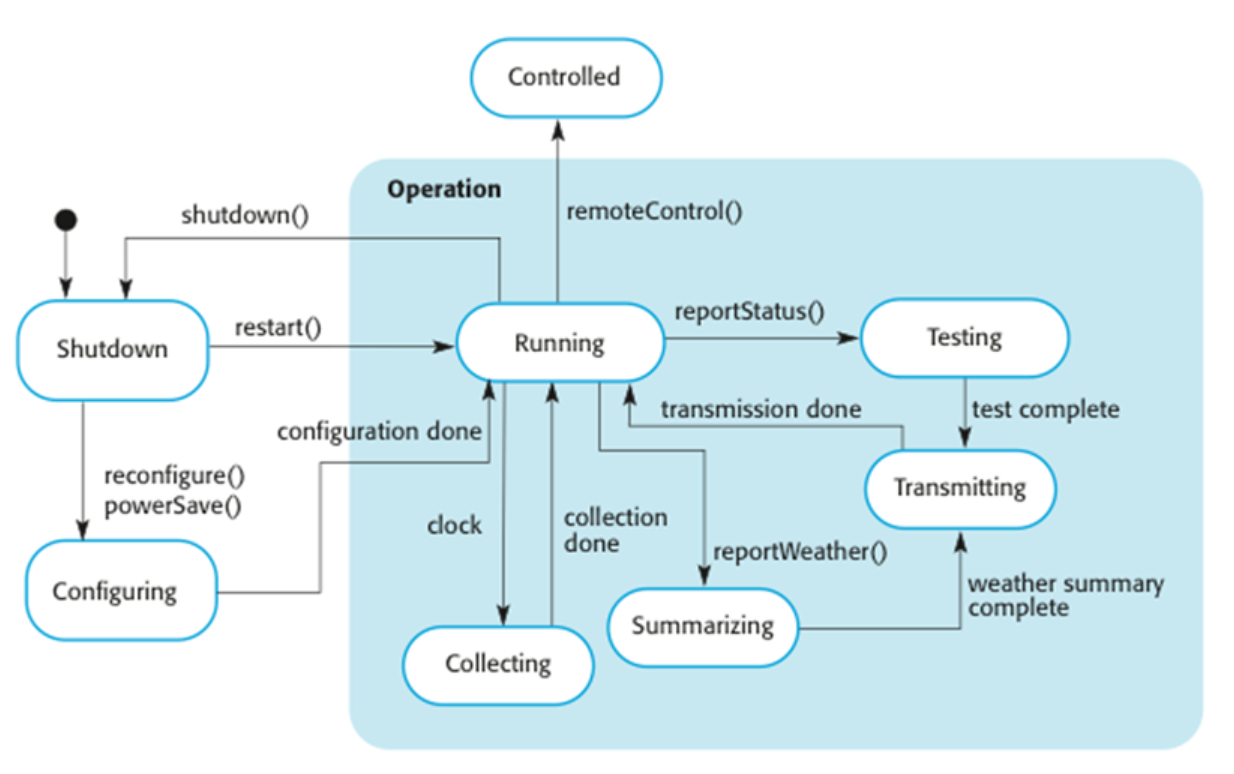 Controlled
Operation
shutdown()
remoteControl()
reportStatus()
restart()
Shutdown
Running
Testing
transmission done
test complete
configuration done
reconfigure()
powerSave()
Transmitting
clock
collection
done
reportWeather()
Configuring
weather summary
complete
Summarizing
Collecting